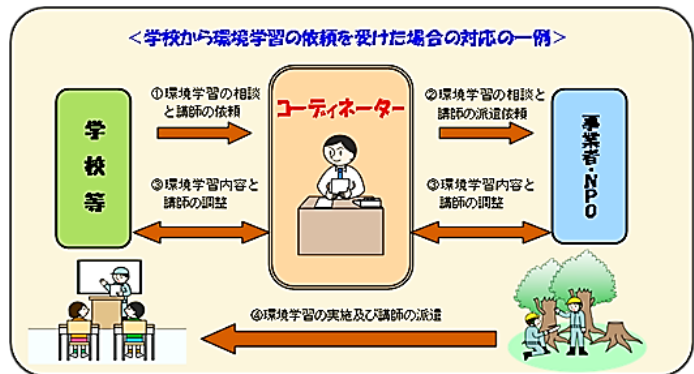 ＜学校から環境学習の依頼を受けた場合の対応の一例＞
①環境学習の相談
と講師の依頼
コーディネーター
②環境学習の相談と
講師の派遣依頼
学校等
事業者・NPO
③環境学習内容と
講師の調整
③環境学習内容と
講師の調整
④環境学習の実施及び講師の派遣